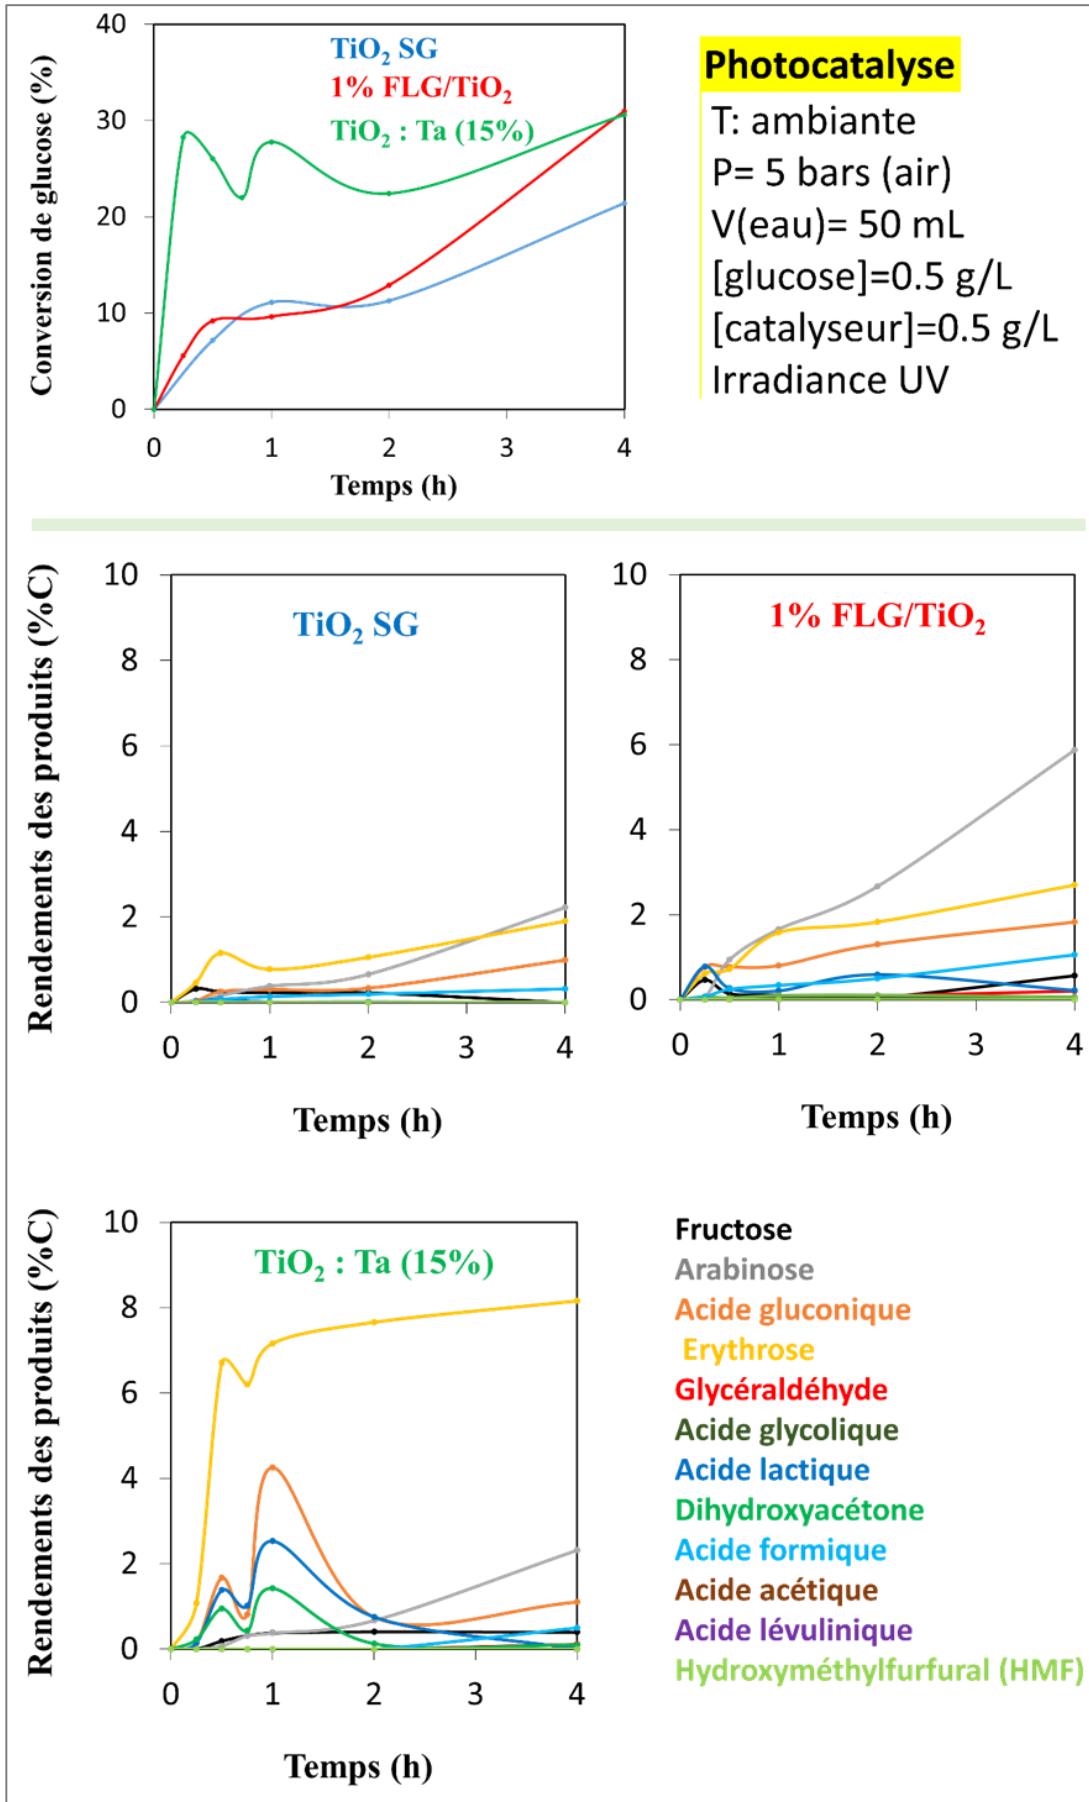 Conversion de glucose (%)
40
30
20
10
0
0
1
2
3
4
Temps (h)
TiO₂ SG
1% FLG/TiO₂
TiO₂ : Ta (15%)
Photocatalyse
T: ambiante
P= 5 bars (air)
V(eau)= 50 mL
[glucose]=0.5 g/L
[catalyseur]=0.5 g/L
Irradiance UV
Rendements des produits (%C)
10
8
6
4
2
0
0
1
2
3
4
Temps (h)
TiO₂ SG
10
8
6
4
2
0
0
1
2
3
4
Temps (h)
1% FLG/TiO₂
Rendements des produits (%C)
10
8
6
4
2
0
0
1
2
3
4
Temps (h)
TiO₂ : Ta (15%)
Fructose
Arabinose
Acide gluconique
Erythrose
Glycéraldéhyde
Acide glycolique
Acide lactique
Dihydroxyacétone
Acide formique
Acide acétique
Acide lévulinique
Hydroxyméthylfurfural (HMF)